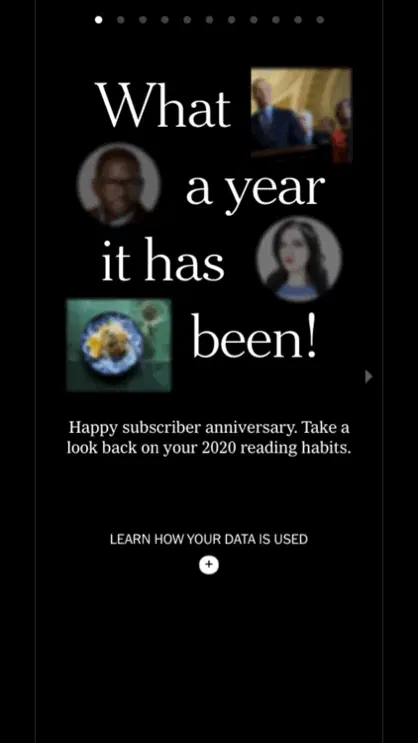 What
a year
it has
been!
Happy subscriber anniversary. Take a
look back on your 2020 reading habits.
LEARN HOW YOUR DATA IS USED
+